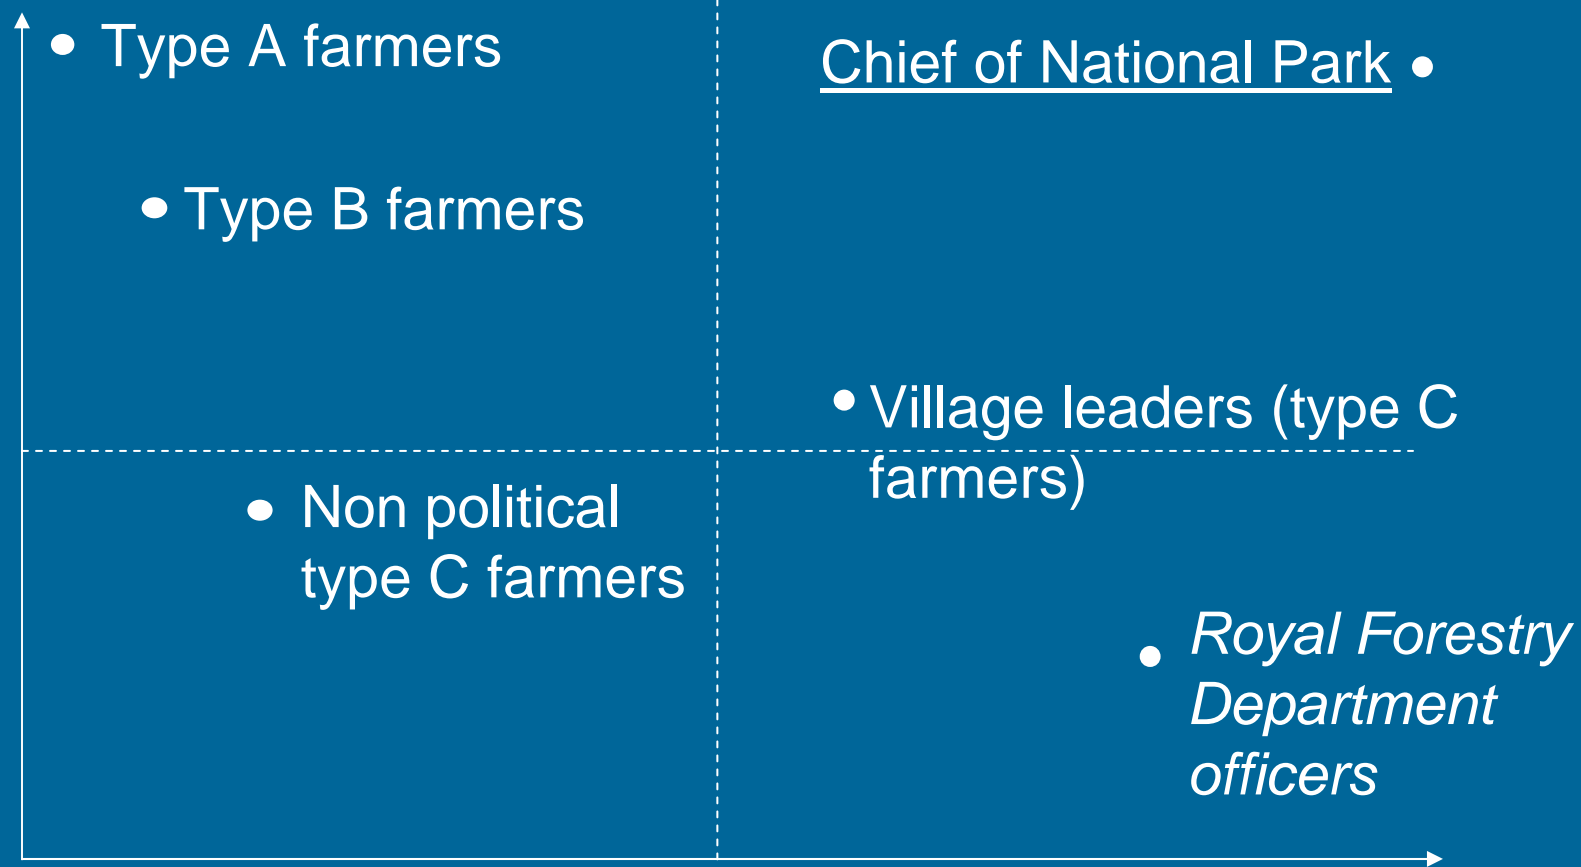 Type A farmers
Chief of National Park
Type B farmers
Village leaders (type C
farmers)
Non political
type C farmers
Royal Forestry
Department
officers